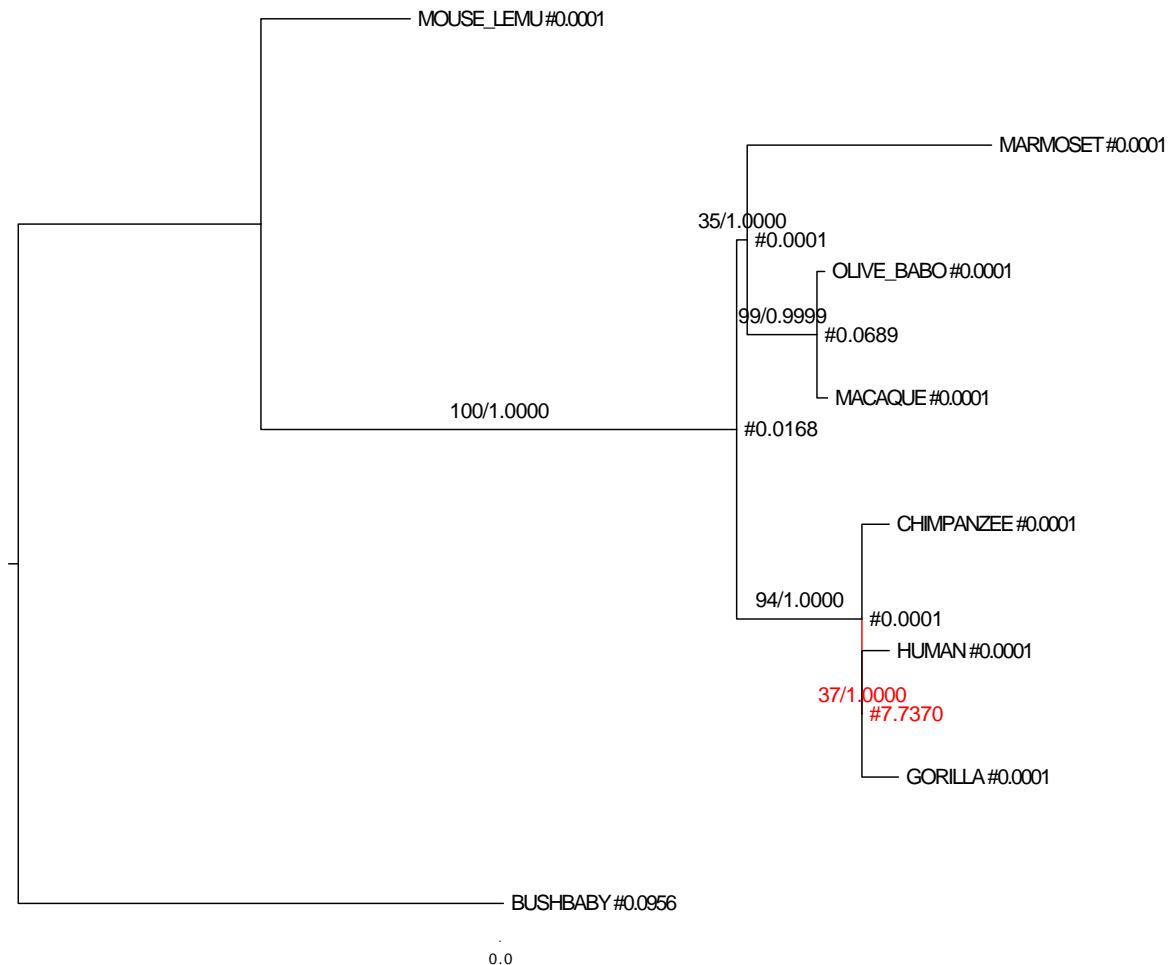 MOUSE_LEMU #0.0001
MARMOSET #0.0001
35/1.0000
#0.0001
OLIVE_BABO #0.0001
99/0.9999
#0.0689
MACAQUE #0.0001
100/1.0000
#0.0168
CHIMPANZEE #0.0001
94/1.0000
#0.0001
HUMAN #0.0001
37/1.0000
#7.7370
GORILLA #0.0001
BUSHBABY #0.0956
0.0